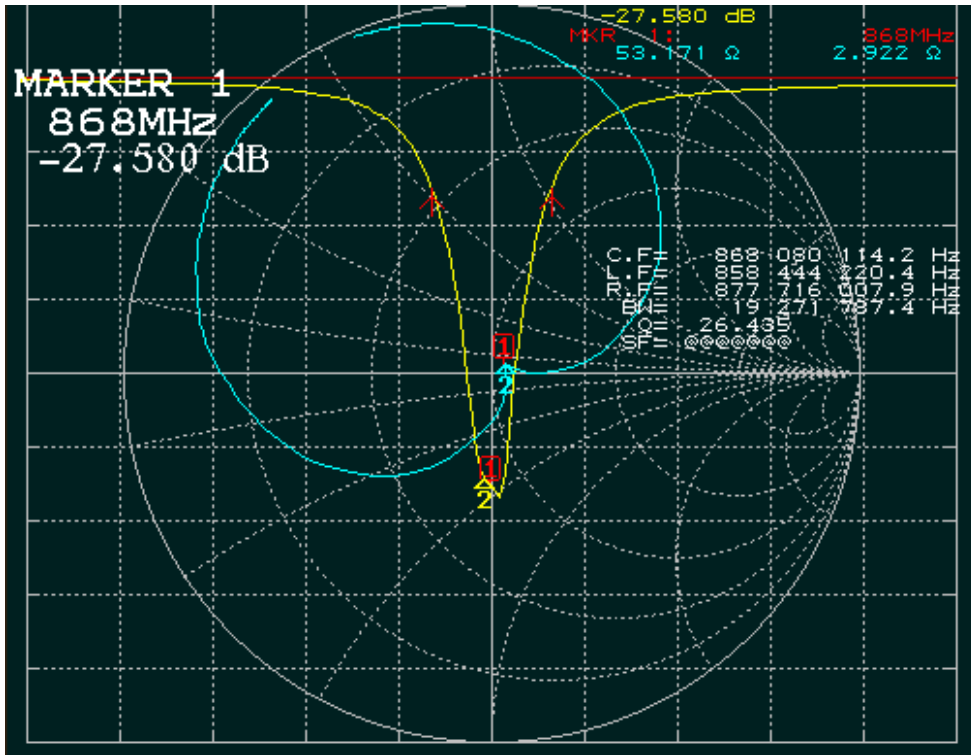 -27.580 dB
MKR 1: 868MHz
53.171 Ω 2.922 Ω
MARKER 1
868MHz
-27.580 dB
C.F= 868 080 114.2 Hz
L.F= 858 444 220.4 Hz
R.F= 877 716 007.9 Hz
BW= 19 271 787.4 Hz
Q= 26.435
SF= @@@@@@@
1
2
1
2